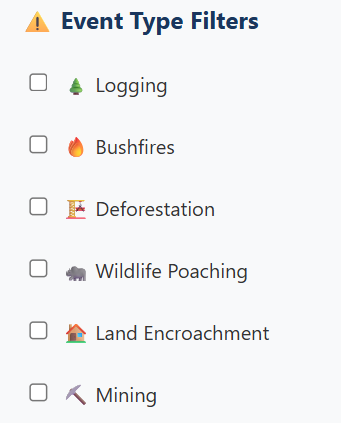 Event Type Filters
Logging
Bushfires
Deforestation
Wildlife Poaching
Land Encroachment
Mining